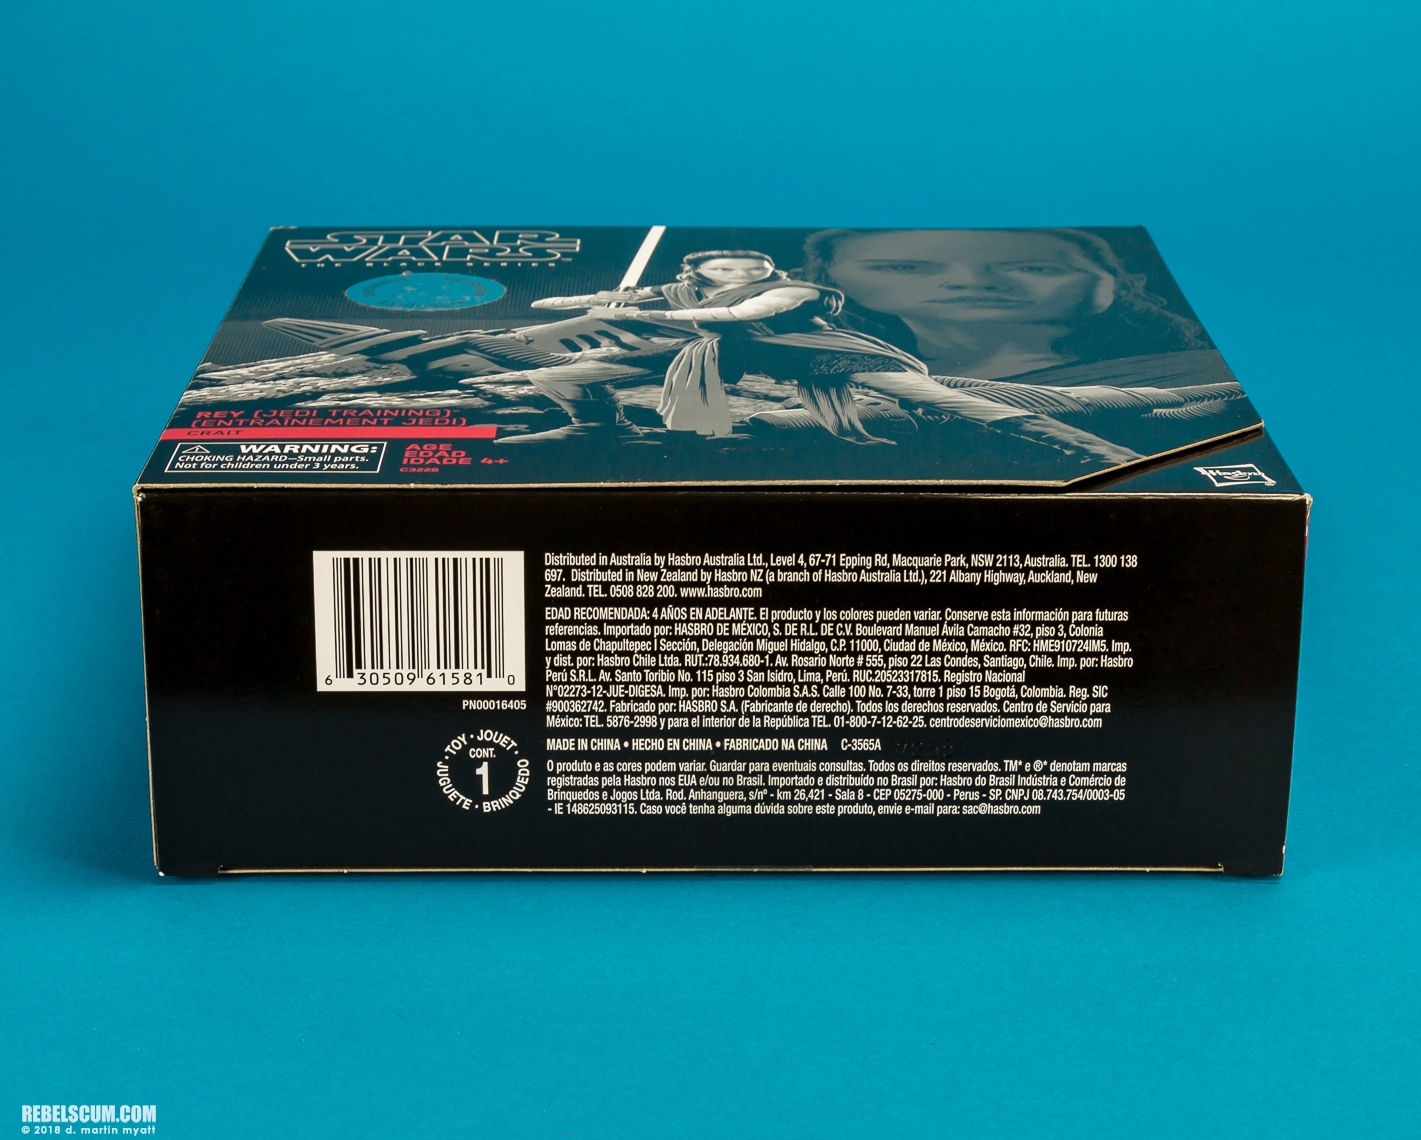 STAR
WARS™
THE BLACK SERIES
REY (JEDI TRAINING)™
(ENTRAÎNEMENT JEDI)
CRAIT
WARNING:
CHOKING HAZARD—Small parts.
Not for children under 3 years.
AGE
EDAD
IDADE 4+
C3226
Hasbro
6 30509 61581 0
PN00016405
TOY · JOUET · BRINQUEDO · JUGUETE ·
CONT.
1
Distributed in Australia by Hasbro Australia Ltd., Level 4, 67-71 Epping Rd, Macquarie Park, NSW 2113, Australia. TEL. 1300 138
697. Distributed in New Zealand by Hasbro NZ (a branch of Hasbro Australia Ltd.), 221 Albany Highway, Auckland, New
Zealand. TEL. 0508 828 200. www.hasbro.com
EDAD RECOMENDADA: 4 AÑOS EN ADELANTE. El producto y los colores pueden variar. Conserve esta información para futuras
referencias. Importado por: HASBRO DE MÉXICO, S. DE R.L. DE C.V. Boulevard Manuel Ávila Camacho #32, piso 3, Colonia
Lomas de Chapultepec I Sección, Delegación Miguel Hidalgo, C.P. 11000, Ciudad de México, México. RFC: HME910724IM5. Imp.
y dist. por: Hasbro Chile Ltda. RUT.:78.934.680-1. Av. Rosario Norte # 555, piso 22 Las Condes, Santiago, Chile. Imp. por: Hasbro
Perú S.R.L. Av. Santo Toribio No. 115 piso 3 San Isidro, Lima, Perú. RUC.20523317815. Registro Nacional
N°02273-12-JUE-DIGESA. Imp. por: Hasbro Colombia S.A.S. Calle 100 No. 7-33, torre 1 piso 15 Bogotá, Colombia. Reg. SIC
#900362742. Fabricado por: HASBRO S.A. (Fabricante de derecho). Todos los derechos reservados. Centro de Servicio para
México: TEL. 5876-2998 y para el interior de la República TEL. 01-800-7-12-62-25. centrodeserviciomexico@hasbro.com
MADE IN CHINA • HECHO EN CHINA • FABRICADO NA CHINA C-3565A
O produto e as cores podem variar. Guardar para eventuais consultas. Todos os direitos reservados. TM* e ®* denotam marcas
registradas pela Hasbro nos EUA e/ou no Brasil. Importado e distribuído no Brasil por: Hasbro do Brasil Indústria e Comércio de
Brinquedos e Jogos Ltda. Rod. Anhanguera, s/nº - km 26,421 - Sala 8 - CEP 05275-000 - Perus - SP. CNPJ 08.743.754/0003-05
- IE 148625093115. Caso você tenha alguma dúvida sobre este produto, envie e-mail para: sac@hasbro.com
REBELSCUM.COM
© 2018 d. martin myatt